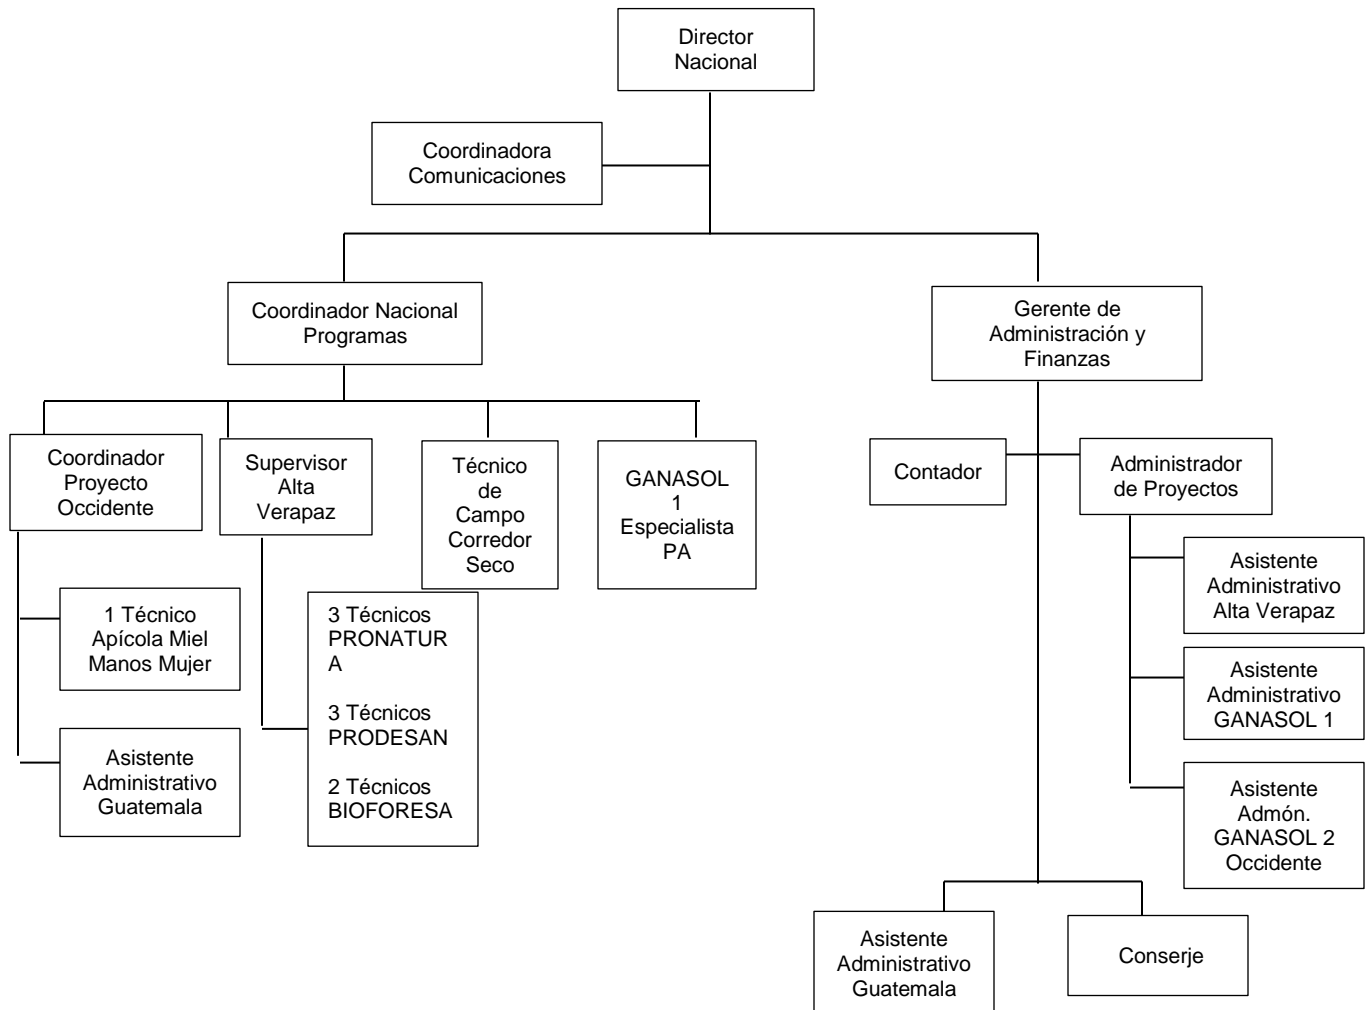 Director
Nacional
Coordinadora
Comunicaciones
Coordinador Nacional
Programas
Gerente de
Administración y
Finanzas
Coordinador
Proyecto
Occidente
Supervisor
Alta
Verapaz
Técnico
de
Campo
Corredor
Seco
GANASOL
1
Especialista
PA
Contador
Administrador
de Proyectos
1 Técnico
Apícola Miel
Manos Mujer
Asistente
Administrativo
Guatemala
3 Técnicos
PRONATUR
A
3 Técnicos
PRODESAN
2 Técnicos
BIOFORESA
Asistente
Administrativo
Alta Verapaz
Asistente
Administrativo
GANASOL 1
Asistente
Admón.
GANASOL 2
Occidente
Asistente
Administrativo
Guatemala
Conserje